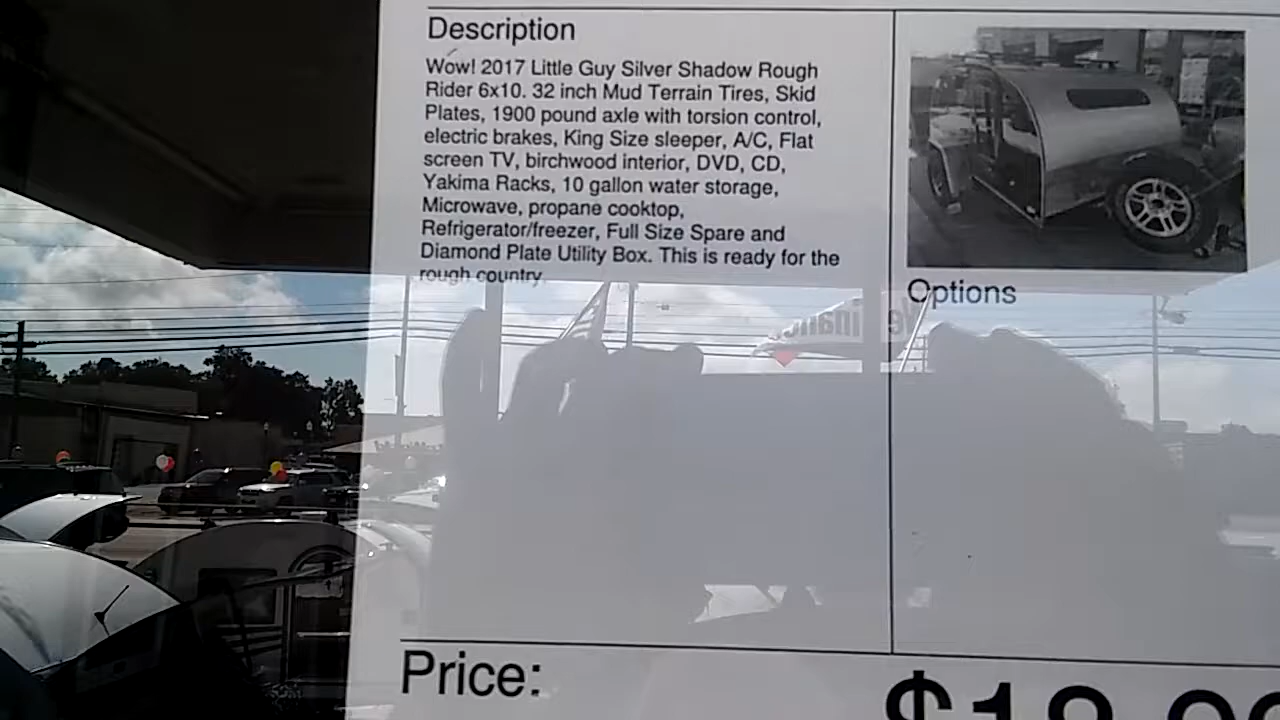 Description
Wow! 2017 Little Guy Silver Shadow Rough
Rider 6x10. 32 inch Mud Terrain Tires, Skid
Plates, 1900 pound axle with torsion control,
electric brakes, King Size sleeper, A/C, Flat
screen TV, birchwood interior, DVD, CD,
Yakima Racks, 10 gallon water storage,
Microwave, propane cooktop,
Refrigerator/freezer, Full Size Spare and
Diamond Plate Utility Box. This is ready for the
rough country.
Options
Price: